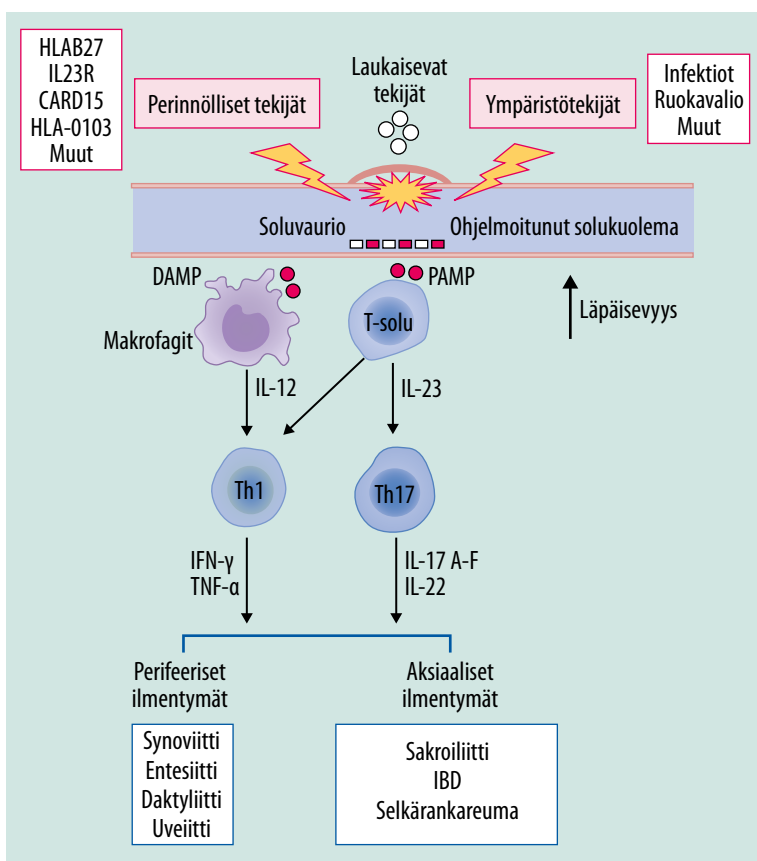 HLAB27
IL23R
CARD15
HLA-0103
Muut
Perinnölliset tekijät
Laukaisevat
tekijät
Ympäristötekijät
Infektiot
Ruokavalio
Muut
Soluvaurio
Ohjelmoitunut solukuolema
DAMP
PAMP
Makrofagit
T-solu
Läpäisevyys
IL-12
IL-23
Th1
Th17
IFN-γ
TNF-α
IL-17 A-F
IL-22
Perifeeriset
ilmentymät
Aksiaaliset
ilmentymät
Synoviitti
Entesiitti
Daktyliitti
Uveiitti
Sakroiliitti
IBD
Selkärankareuma